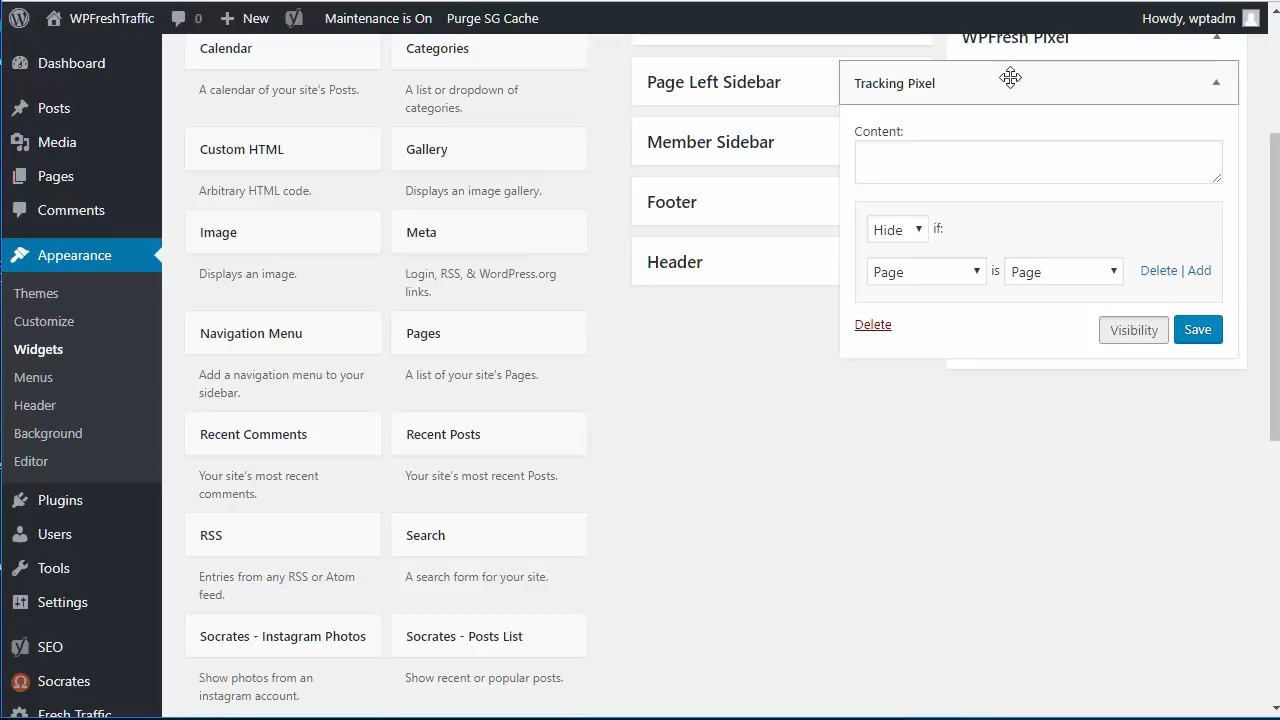 WPFreshTraffic
0
New
Maintenance is On
Purge SG Cache
Howdy, wptadm
Dashboard
Posts
Media
Pages
Comments
Appearance
Themes
Customize
Widgets
Menus
Header
Background
Editor
Plugins
Users
Tools
Settings
SEO
Socrates
Fresh Traffic
Calendar
A calendar of your site's Posts.
Categories
A list or dropdown of
categories.
Custom HTML
Arbitrary HTML code.
Gallery
Displays an image gallery.
Image
Displays an image.
Meta
Login, RSS, & WordPress.org
links.
Navigation Menu
Add a navigation menu to your
sidebar.
Pages
A list of your site's Pages.
Recent Comments
Your site's most recent
comments.
Recent Posts
Your site's most recent Posts.
RSS
Entries from any RSS or Atom
feed.
Search
A search form for your site.
Socrates - Instagram Photos
Show photos from an
instagram account.
Socrates - Posts List
Show recent or popular posts.
Page Left Sidebar
Member Sidebar
Footer
Header
WPFresh Pixel
Tracking Pixel
Content:
Hide if:
Page is Page Delete | Add
Delete Visibility Save